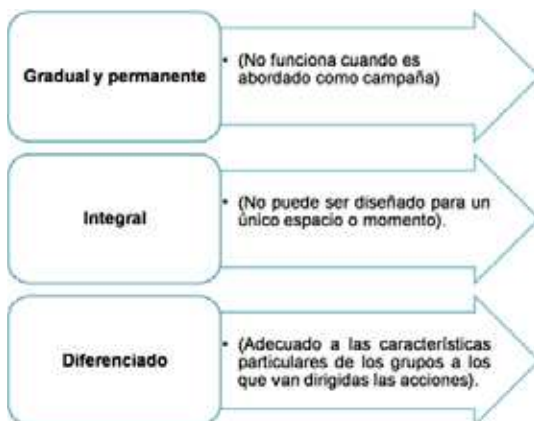 Gradual y permanente
• (No funciona cuando es
abordado como campaña)
Integral
• (No puede ser diseñado para un
único espacio o momento).
Diferenciado
• (Adecuado a las características
particulares de los grupos a los
que van dirigidas las acciones).